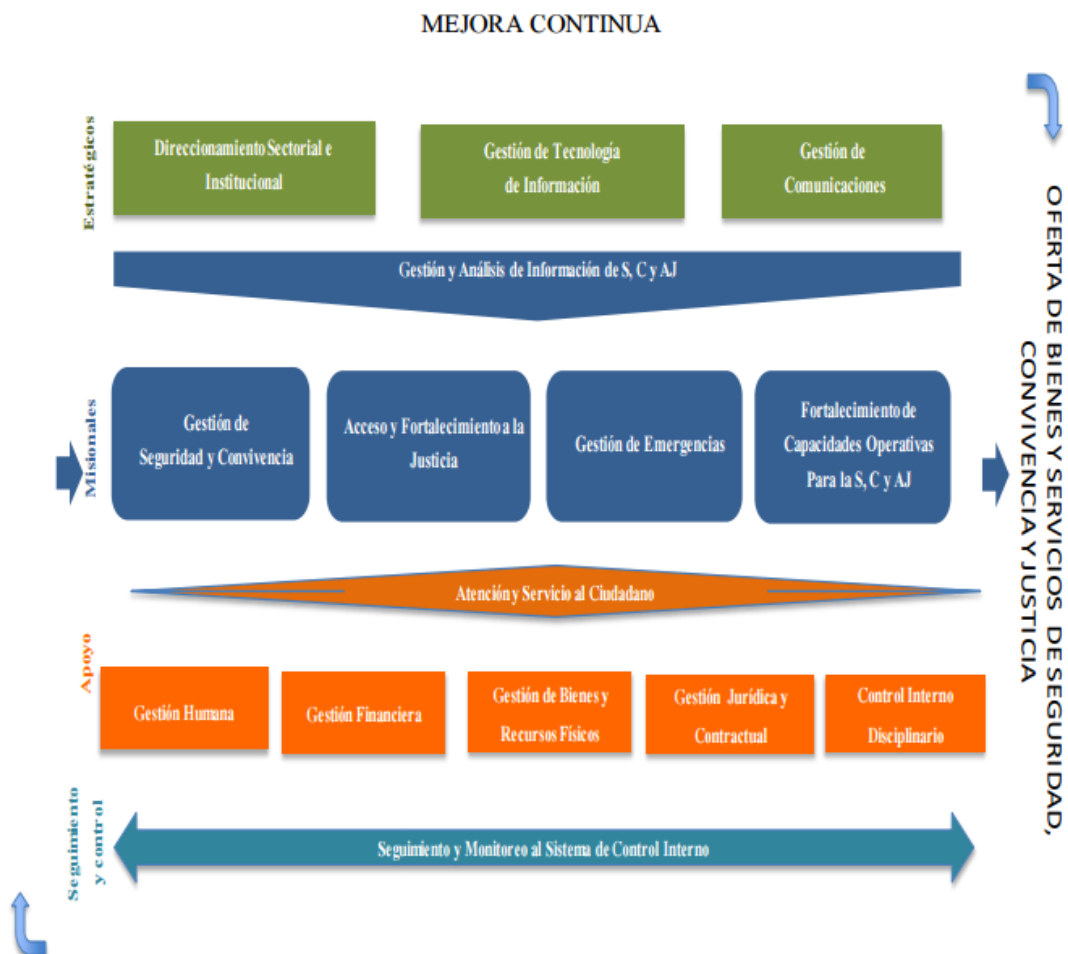 MEJORA CONTINUA
Estratégicos
Direccionamiento Sectorial e
Institucional
Gestión de Tecnología
de Información
Gestión de
Comunicaciones
Gestión y Análisis de Información de S, C y AJ
Misionales
Gestión de
Seguridad y Convivencia
Acceso y Fortalecimiento a la
Justicia
Gestión de Emergencias
Fortalecimiento de
Capacidades Operativas
Para la S, C y AJ
Atención y Servicio al Ciudadano
Apoyo
Gestión Humana
Gestión Financiera
Gestión de Bienes y
Recursos Físicos
Gestión Jurídica y
Contractual
Control Interno
Disciplinario
Seguimiento
y control
Seguimiento y Monitoreo al Sistema de Control Interno
OFERTA DE BIENES Y SERVICIOS DE SEGURIDAD,
CONVIVENCIA Y JUSTICIA